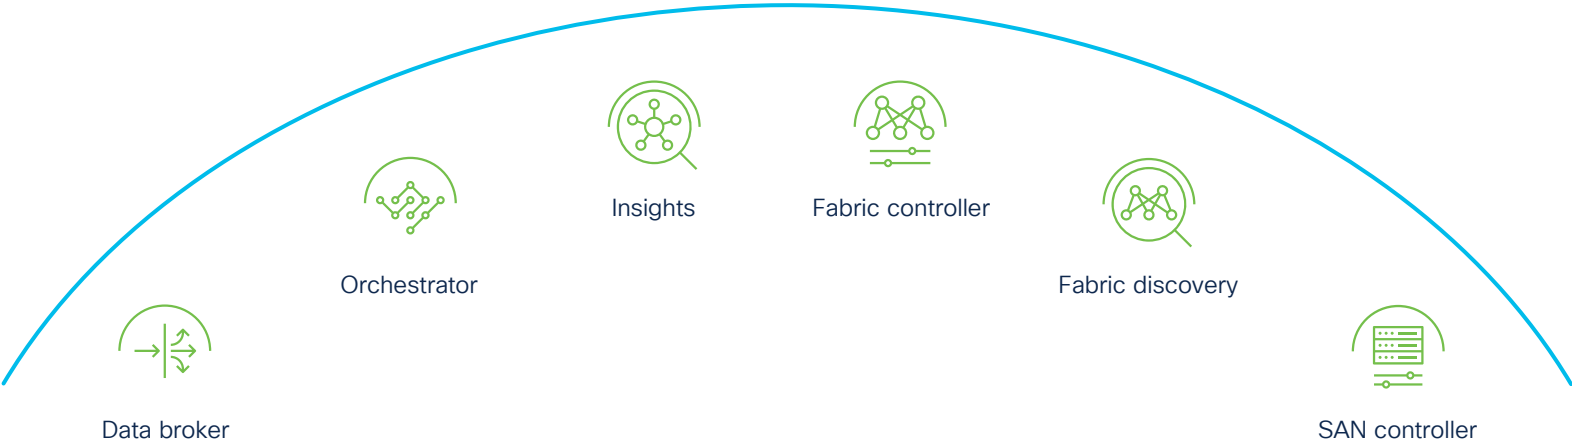 Data broker
Orchestrator
Insights
Fabric controller
Fabric discovery
SAN controller